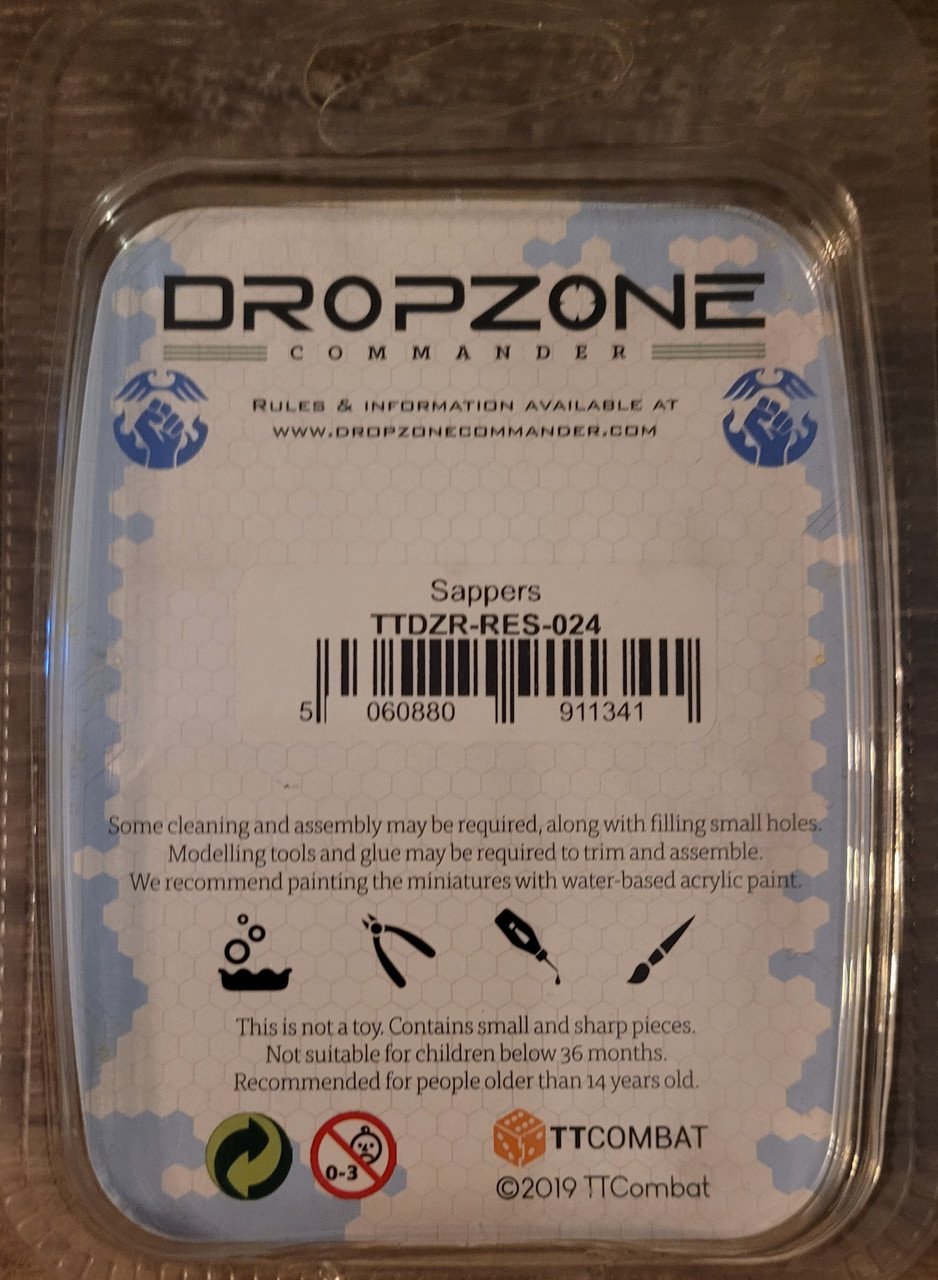 DROPZONE
COMMANDER
RULES & INFORMATION AVAILABLE AT
WWW.DROPZONECOMMANDER.COM
Sappers
TTDZR-RES-024
5 060880 911341
Some cleaning and assembly may be required, along with filling small holes.
Modelling tools and glue may be required to trim and assemble.
We recommend painting the miniatures with water-based acrylic paint.
This is not a toy. Contains small and sharp pieces.
Not suitable for children below 36 months.
Recommended for people older than 14 years old.
0-3
TTCOMBAT
©2019 TTCombat